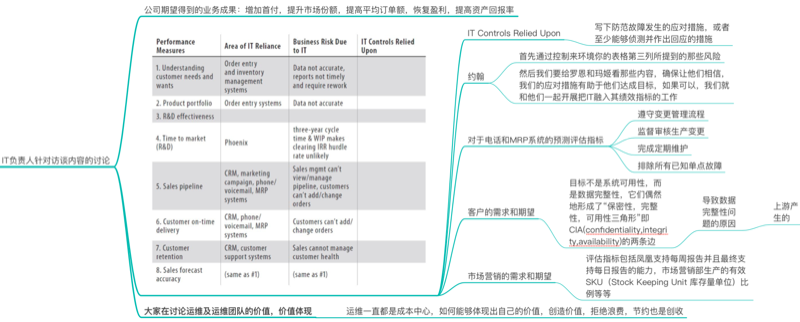 公司期望得到的业务成果：增加首付，提升市场份额，提高平均订单额，恢复盈利，提高资产回报率
IT负责人针对访谈内容的讨论
Performance Measures
Area of IT Reliance
Business Risk Due to IT
IT Controls Relied Upon
1. Understanding customer needs and wants
Order entry and inventory management systems
Data not accurate, reports not timely and require rework
2. Product portfolio
Order entry systems
Data not accurate
3. R&D effectiveness
4. Time to market (R&D)
Phoenix
three-year cycle time & WIP makes clearing IRR hurdle rate unlikely
5. Sales pipeline
CRM, marketing campaign, phone/voicemail, MRP systems
Sales mgmt can't view/manage pipeline, customers can't add/change orders
6. Customer on-time delivery
CRM, phone/voicemail, MRP systems
Customers can't add/change orders
7. Customer retention
CRM, customer support systems
Sales cannot manage customer health
8. Sales forecast accuracy
(same as #1)
(same as #1)
IT Controls Relied Upon
写下防范故障发生的应对措施，或者
至少能够侦测并作出回应的措施
约翰
首先通过控制来环境你的表格第三列所提到的那些风险
然后我们要给罗恩和玛姬看那些内容，确保让他们相信，
我们的应对措施有助于他们达成目标，如果可以，我们就
和他们一起开展把IT融入其绩效指标的工作
对于电话和MRP系统的预测评估指标
遵守变更管理流程
监督审核生产变更
完成定期维护
排除所有已知单点故障
客户的需求和期望
目标不是系统可用性，而
是数据完整性，它们偶然
地形成了“保密性，完整
性，可用性三角形”即
CIA(confidentiality,integri
ty,availability)的两条边
导致数据
完整性问
题的原因
上游产
生的
市场营销的需求和期望
评估指标包括凤凰支持每周报告并且最终支
持每日报告的能力，市场营销部生产的有效
SKU（Stock Keeping Unit 库存量单位）比
例等等
大家在讨论运维及运维团队的价值，价值体现
运维一直都是成本中心，如何能够体现出自己的价值，创造价值，拒绝浪费，节约也是创收